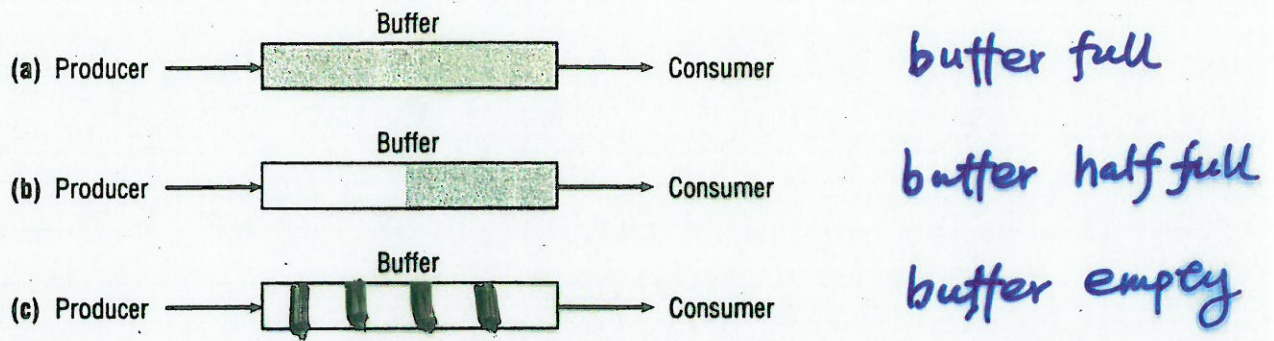 Buffer
(a) Producer Consumer buffer full
Buffer
(b) Producer Consumer buffer half full
Buffer
(c) Producer Consumer buffer empty